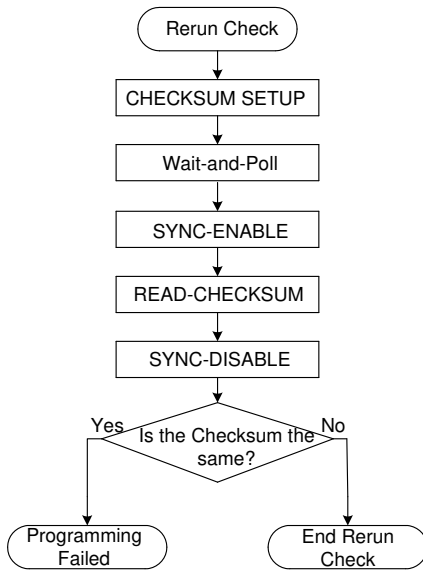 Rerun Check
CHECKSUM SETUP
Wait-and-Poll
SYNC-ENABLE
READ-CHECKSUM
SYNC-DISABLE
Yes
No
Is the Checksum the
same?
Programming
Failed
End Rerun
Check